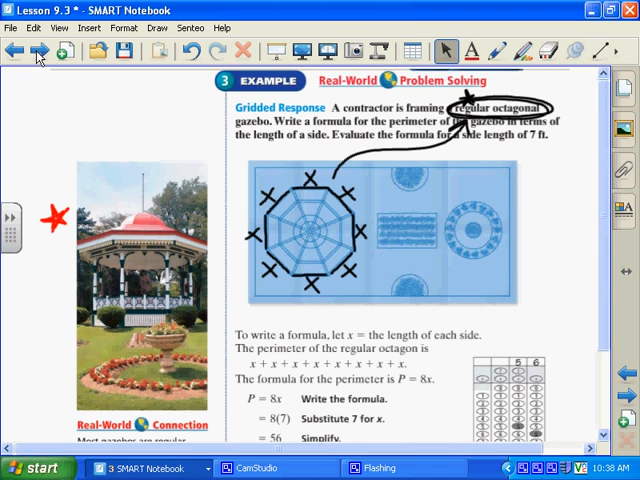 Lesson 9.3 * - SMART Notebook
File Edit View Insert Format Draw Senteo Help
3 EXAMPLE Real-World Problem Solving
Gridded Response A contractor is framing a regular octagonal
gazebo. Write a formula for the perimeter of the gazebo in terms of
the length of a side. Evaluate the formula for a side length of 7 ft.
X
X X
X X
X X
X
To write a formula, let x = the length of each side.
The perimeter of the regular octagon is
x + x + x + x + x + x + x + x.
The formula for the perimeter is P = 8x.
P = 8x Write the formula.
= 8(7) Substitute 7 for x.
= 56 Simplify.
5 6
Real-World Connection
Most gazebos are regular
start
3 SMART Notebook
CamStudio
Flashing
10:38 AM